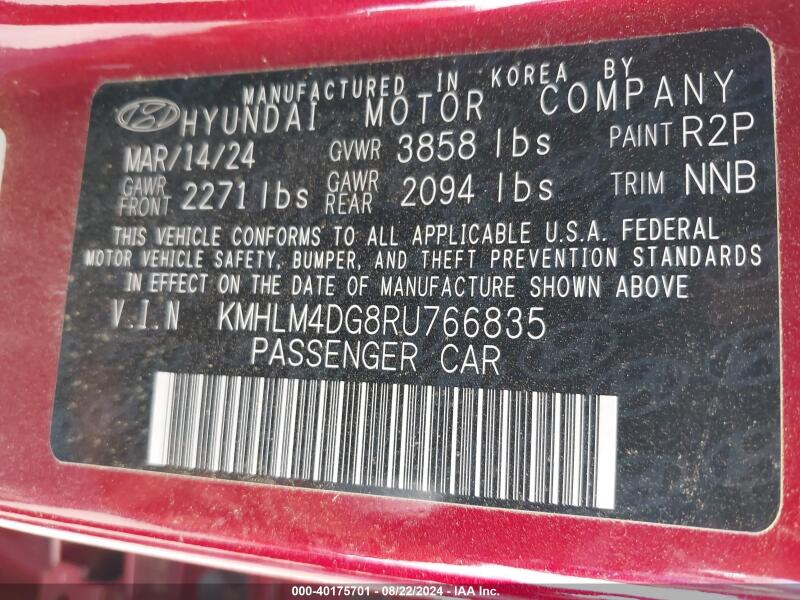 MANUFACTURED IN KOREA BY
HYUNDAI MOTOR COMPANY
MAR/14/24 GVWR 3858 lbs PAINT R2P
GAWR FRONT 2271 lbs GAWR REAR 2094 lbs TRIM NNB
THIS VEHICLE CONFORMS TO ALL APPLICABLE U.S.A. FEDERAL
MOTOR VEHICLE SAFETY, BUMPER, AND THEFT PREVENTION STANDARDS
IN EFFECT ON THE DATE OF MANUFACTURE SHOWN ABOVE
V.I.N KMHLM4DG8RU766835
PASSENGER CAR
000-40175701 - 08/22/2024 - IAA Inc.